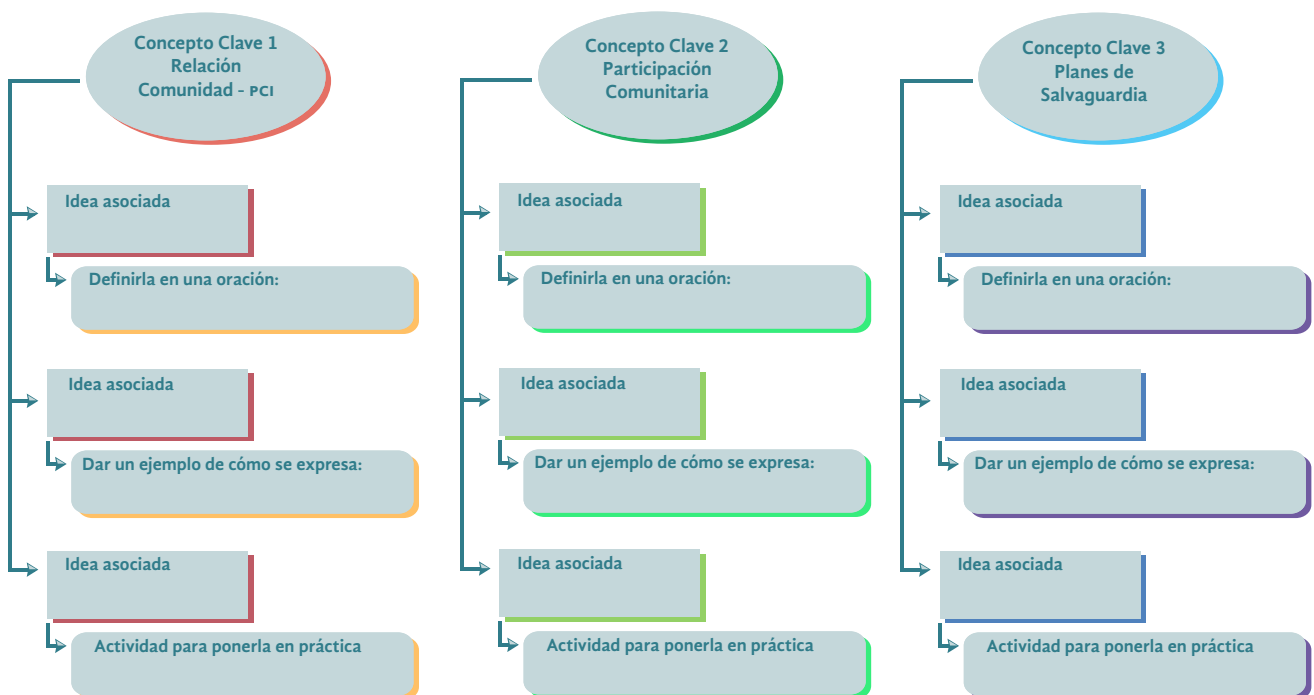 Concepto Clave 1
Relación
Comunidad - PCI
Idea asociada
Definirla en una oración:
Idea asociada
Dar un ejemplo de cómo se expresa:
Idea asociada
Actividad para ponerla en práctica
Concepto Clave 2
Participación
Comunitaria
Idea asociada
Definirla en una oración:
Idea asociada
Dar un ejemplo de cómo se expresa:
Idea asociada
Actividad para ponerla en práctica
Concepto Clave 3
Planes de
Salvaguardia
Idea asociada
Definirla en una oración:
Idea asociada
Dar un ejemplo de cómo se expresa:
Idea asociada
Actividad para ponerla en práctica